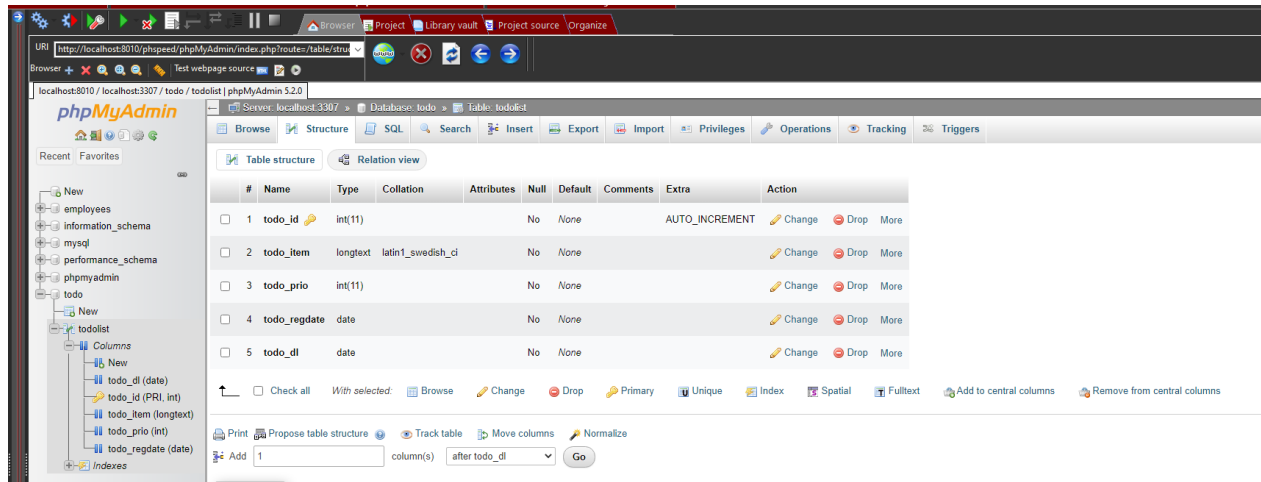 Browser Project Library vault Project source Organize
URI http://localhost:8010/phspeed/phpMyAdmin/index.php?route=/table/stru
Browser Test webpage source
localhost:8010 / localhost:3307 / todo / todolist | phpMyAdmin 5.2.0
phpMyAdmin
Recent Favorites
New
employees
information_schema
mysql
performance_schema
phpmyadmin
todo
New
todolist
Columns
New
todo_dl (date)
todo_id (PRI, int)
todo_item (longtext)
todo_prio (int)
todo_regdate (date)
Indexes
Server: localhost:3307 » Database: todo » Table: todolist
Browse Structure SQL Search Insert Export Import Privileges Operations Tracking Triggers
Table structure Relation view
# Name Type Collation Attributes Null Default Comments Extra Action
1 todo_id int(11) No None AUTO_INCREMENT Change Drop More
2 todo_item longtext latin1_swedish_ci No None Change Drop More
3 todo_prio int(11) No None Change Drop More
4 todo_regdate date No None Change Drop More
5 todo_dl date No None Change Drop More
Check all With selected: Browse Change Drop Primary Unique Index Spatial Fulltext Add to central columns Remove from central columns
Print Propose table structure Track table Move columns Normalize
Add 1 column(s) after todo_dl Go